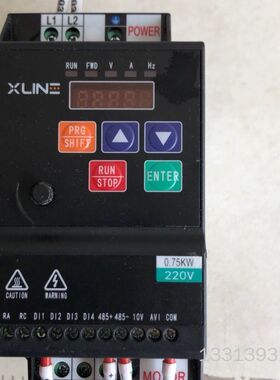 L1 L2
POWER
RUN FWD V A Hz
XLINE
PRG
SHIFT
RUN
STOP
ENTER
0.75KW
220V
CAUTION WARNING
RA RC DI1 DI2 DI3 DI4 485+ 485- 10V AVI COM
MOTOR
1331393